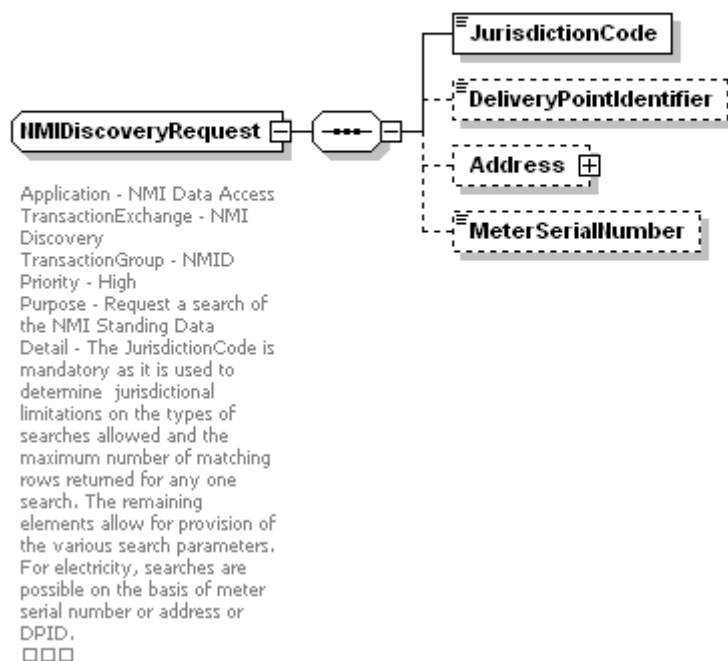 JurisdictionCode
DeliveryPointIdentifier
NMIDiscoveryRequest
Address
MeterSerialNumber
Application - NMI Data Access
TransactionExchange - NMI
Discovery
TransactionGroup - NMID
Priority - High
Purpose - Request a search of
the NMI Standing Data
Detail - The JurisdictionCode is
mandatory as it is used to
determine  jurisdictional
limitations on the types of
searches allowed and the
maximum number of matching
rows returned for any one
search. The remaining
elements allow for provision of
the various search parameters.
For electricity, searches are
possible on the basis of meter
serial number or address or
DPID.
□□□